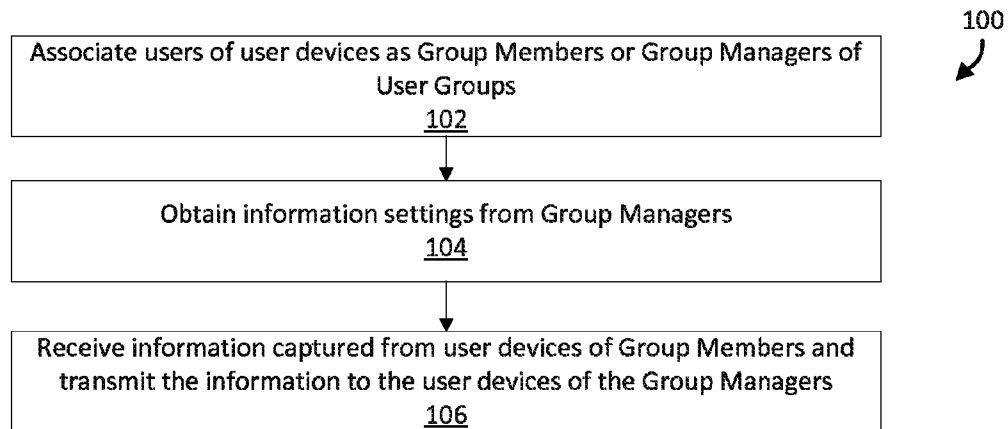 100
Associate users of user devices as Group Members or Group Managers of
User Groups
102
Obtain information settings from Group Managers
104
Receive information captured from user devices of Group Members and
transmit the information to the user devices of the Group Managers
106